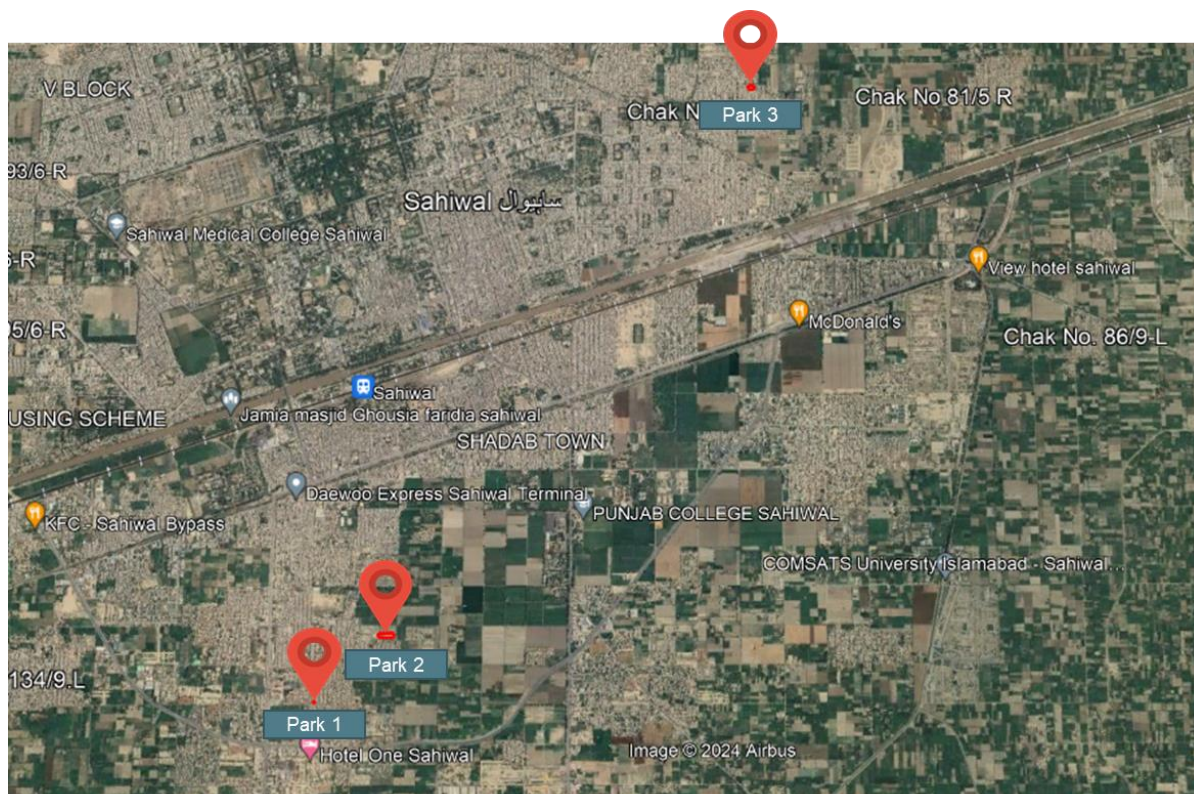 V BLOCK
Chak N
Park 3
Chak No 81/5 R
93/6-R
Sahiwal ساہیوال
Sahiwal Medical College Sahiwal
6-R
View hotel sahiwal
McDonald's
95/6-R
Chak No. 86/9-L
Sahiwal
Jamia masjid Ghousia faridia sahiwal
USING SCHEME
SHADAB TOWN
Daewoo Express Sahiwal Terminal
PUNJAB COLLEGE SAHIWAL
KFC - Sahiwal Bypass
COMSATS University Islamabad - Sahiwal...
Park 2
134/9.L
Park 1
Hotel One Sahiwal
Image © 2024 Airbus